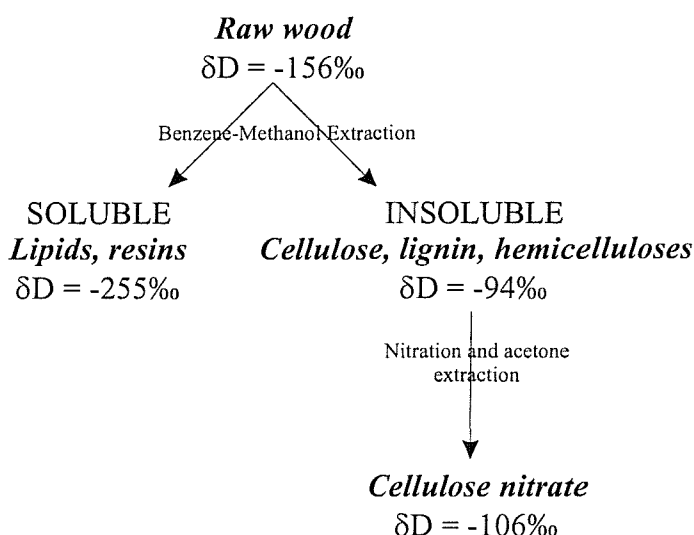 Raw wood
δD = -156‰
Benzene-Methanol Extraction
SOLUBLE
Lipids, resins
δD = -255‰
INSOLUBLE
Cellulose, lignin, hemicelluloses
δD = -94‰
Nitration and acetone
extraction
Cellulose nitrate
δD = -106‰